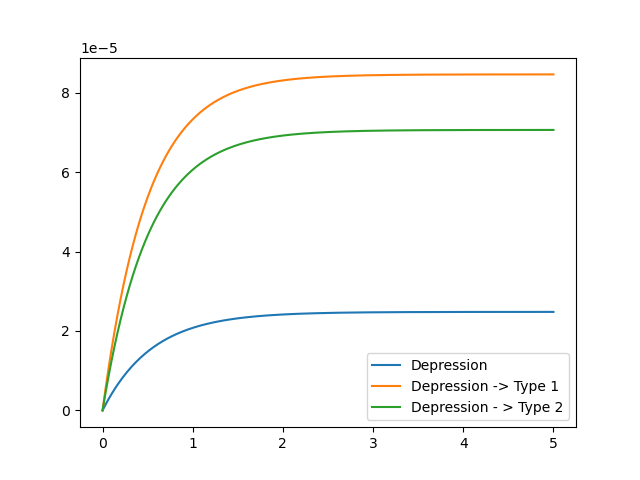 1e−5
8
6
4
2
0
0 1 2 3 4 5
Depression
Depression -> Type 1
Depression - > Type 2